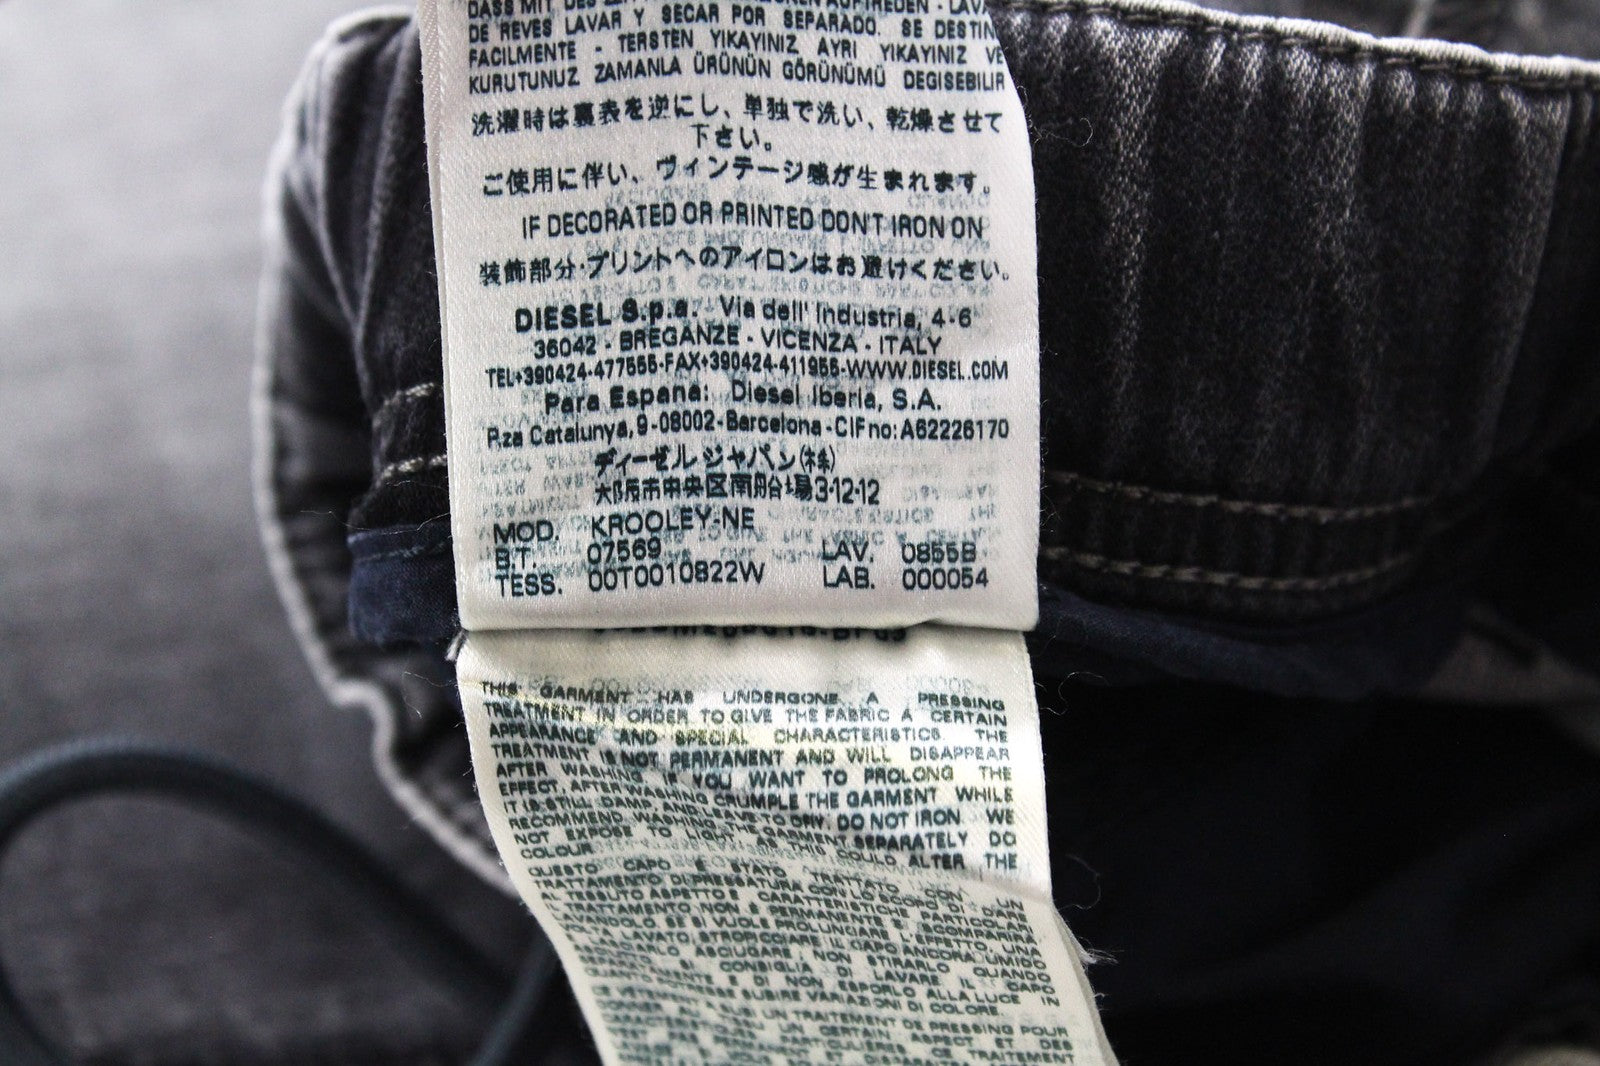 DE REVES LAVAR Y SECAR POR SEPARADO. SE DESTIN
FACILMENTE - TERSTEN YIKAYINIZ AYRI YIKAYINIZ VE
KURUTUNUZ ZAMANLA ÜRÜNÜN GÖRÜNÜMÜ DEGISEBILIR
洗濯時は裏表を逆にし、単独で洗い、乾燥させて
下さい。
ご使用に伴い、ヴィンテージ感が生まれます。
IF DECORATED OR PRINTED DON'T IRON ON
装飾部分・プリントへのアイロンはお避けください。
DIESEL S.p.a. Via dell' Industria, 4-6
36042 - BREGANZE - VICENZA - ITALY
TEL+390424-477555-FAX+390424-411955-WWW.DIESEL.COM
Para Espana: Diesel Iberia, S.A.
P.za Catalunya, 9-08002-Barcelona-CIF no: A62226170
ディーゼルジャパン(株)
大阪市中央区南船場3-12-12
MOD. KROOLEY-NE
B.T. 07569 LAV. 0855B
TESS. 00T0010822W LAB. 000054
THIS GARMENT HAS UNDERGONE A PRESSING
TREATMENT IN ORDER TO GIVE THE FABRIC A CERTAIN
APPEARANCE AND SPECIAL CHARACTERISTICS. THE
TREATMENT IS NOT PERMANENT AND WILL DISAPPEAR
AFTER WASHING. IF YOU WANT TO PROLONG THE
EFFECT, AFTER WASHING CRUMPLE THE GARMENT WHILE
IT IS STILL DAMP, AND LEAVE TO DRY. DO NOT IRON. WE
RECOMMEND WASHING THE GARMENT SEPARATELY DO
NOT EXPOSE TO LIGHT, AS THIS COULD ALTER THE
COLOUR.
QUESTO CAPO È STATO TRATTATO CON UN
TRATTAMENTO DI PRESSATURA CON LO SCOPO DI DARE
AL TESSUTO ASPETTO E CARATTERISTICHE PARTICOLARI
IL TRATTAMENTO NON È PERMANENTE E SCOMPARIRÀ
LAVANDOLO. SE SI VUOLE PROLUNGARE L'EFFETTO, UNA
VOLTA LAVATO STROPICCIARE IL CAPO ANCORA UMIDO
LASCIARLO ASCIUGARE, NON STIRARLO QUANDO
SI CONSIGLIA DI LAVARE IL CAPO
E DI NON ESPORLO ALLA LUCE IN
QUANTO POTREBBE SUBIRE VARIAZIONI DI COLORE.
UN TRAITEMENT DE PRESSING POUR
UN CERTAIN ASPECT ET DES
PARTICULIERES CE TRAITEMENT